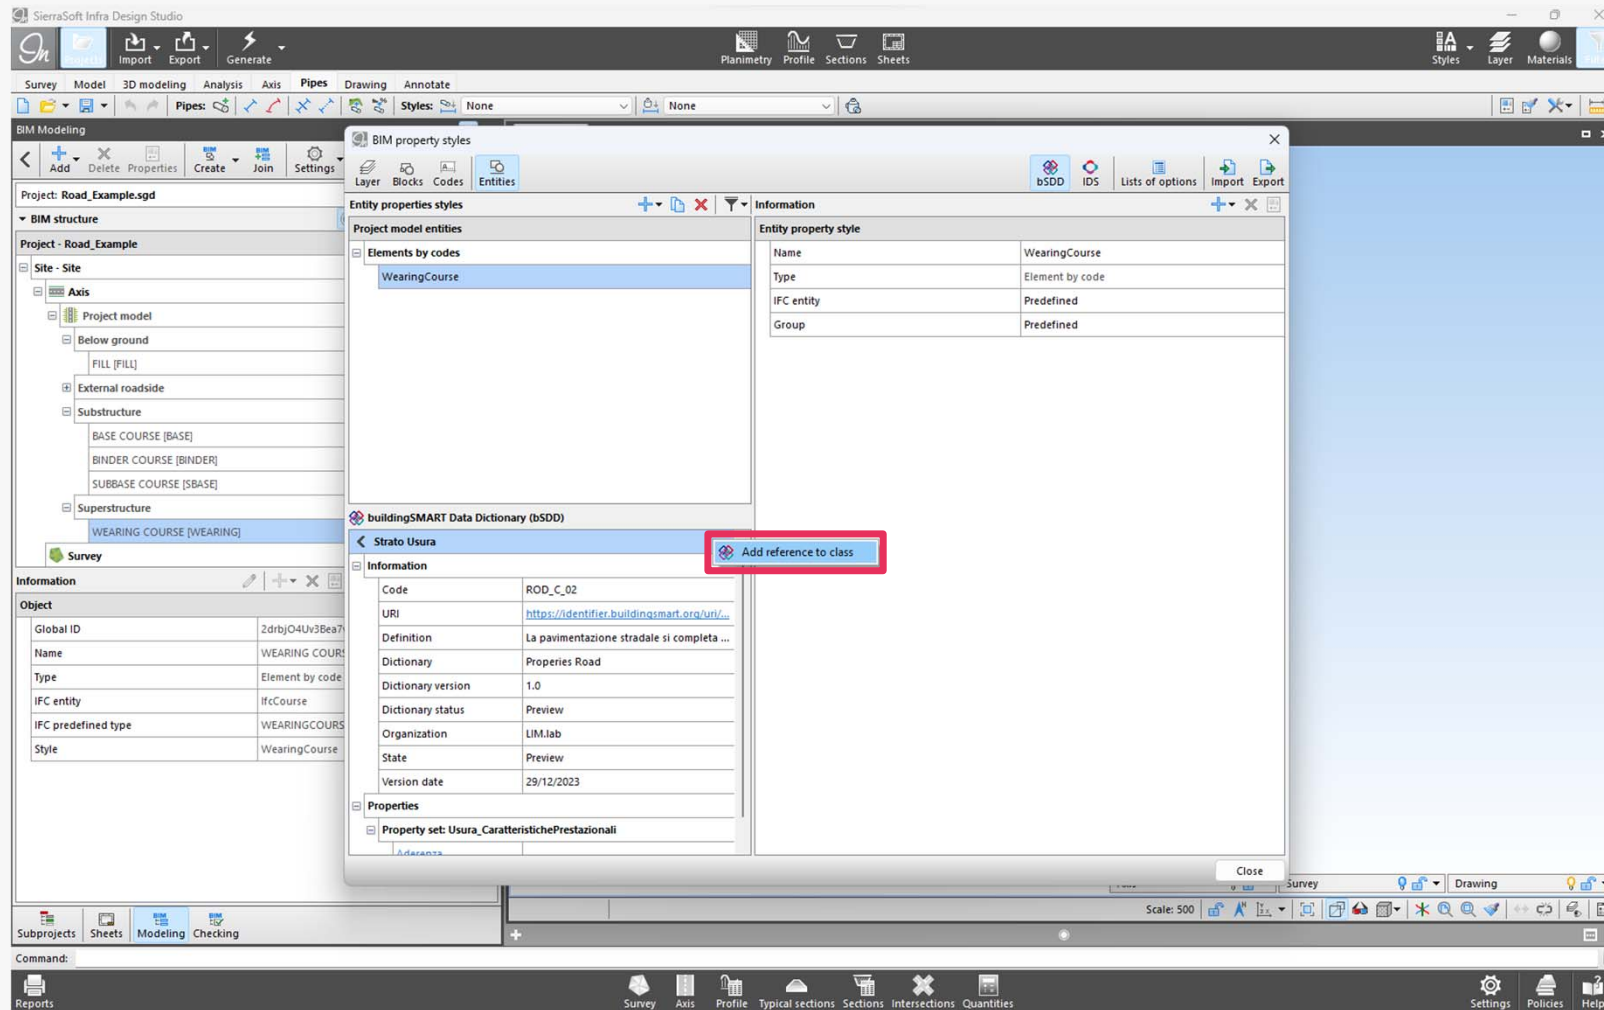 SierraSoft Infra Design Studio
Import
Export
Generate
Planimetry
Profile
Sections
Sheets
Styles
Layer
Materials
Survey Model 3D modeling Analysis Axis Pipes Drawing Annotate
Pipes:
Styles: None
None
BIM Modeling
Add Delete Properties Create Join Settings
Project: Road_Example.sgd
BIM structure
Project - Road_Example
Site - Site
Axis
Project model
Below ground
FILL [FILL]
External roadside
Substructure
BASE COURSE [BASE]
BINDER COURSE [BINDER]
SUBBASE COURSE [SBASE]
Superstructure
WEARING COURSE [WEARING]
Survey
Information
Object
Global ID 2drbjO4Uv3Bea7
Name WEARING COURS
Type Element by code
IFC entity IfcCourse
IFC predefined type WEARINGCOURS
Style WearingCourse
BIM property styles
Layer Blocks Codes Entities
bSDD IDS Lists of options Import Export
Entity properties styles
Project model entities
Elements by codes
WearingCourse
Information
Entity property style
Name WearingCourse
Type Element by code
IFC entity Predefined
Group Predefined
buildingSMART Data Dictionary (bSDD)
Strato Usura
Add reference to class
Information
Code ROD_C_02
URI https://identifier.buildingsmart.org/uri/...
Definition La pavimentazione stradale si completa ...
Dictionary Properies Road
Dictionary version 1.0
Dictionary status Preview
Organization LIM.lab
State Preview
Version date 29/12/2023
Properties
Property set: Usura_CaratteristichePrestazionali
Aderenza
Close
Survey
Drawing
Scale: 500
Subprojects Sheets Modeling Checking
Command:
Reports
Survey Axis Profile Typical sections Sections Intersections Quantities
Settings Policies Help